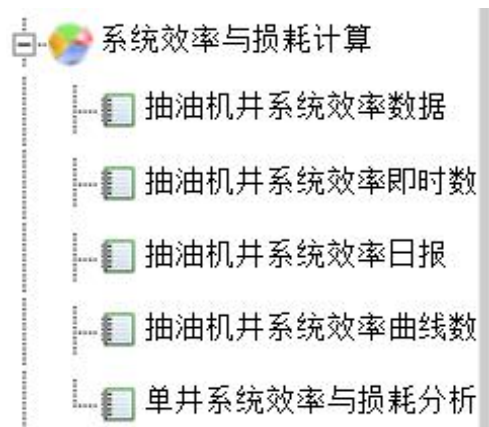 系统效率与损耗计算
抽油机井系统效率数据
抽油机井系统效率即时数
抽油机井系统效率日报
抽油机井系统效率曲线数
单井系统效率与损耗分析